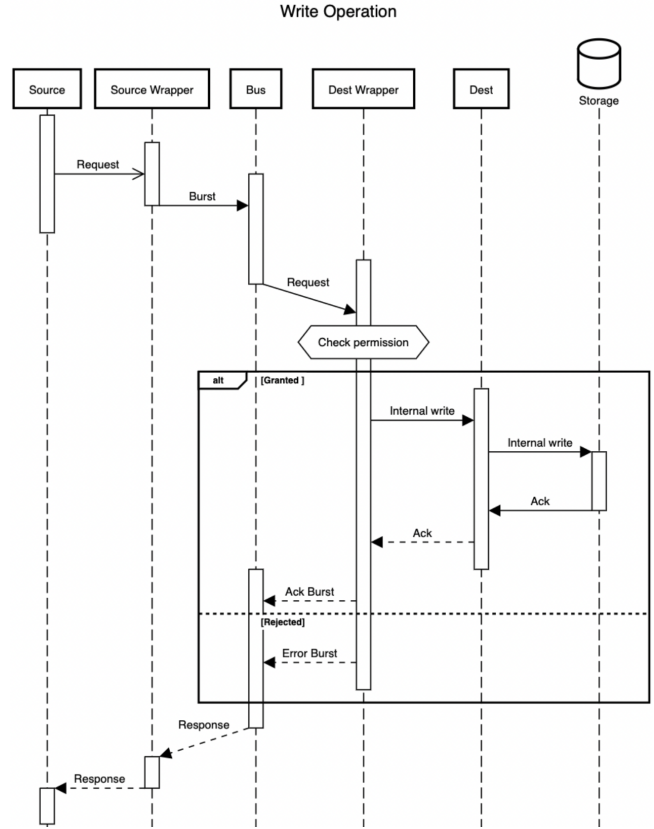 Write Operation
Source
Source Wrapper
Bus
Dest Wrapper
Dest
Storage
Request
Burst
Request
Check permission
alt
[Granted ]
Internal write
Internal write
Ack
Ack
Ack Burst
[Rejected]
Error Burst
Response
Response